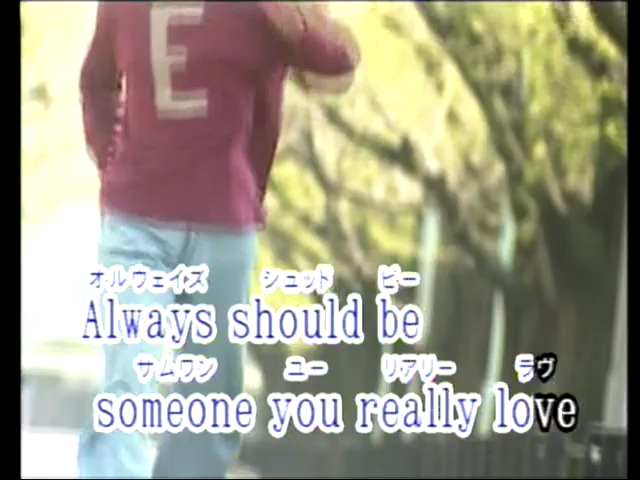 E
オルウェイズ シュッド ビー
Always should be
サムワン ユー リアリー ラヴ
someone you really love